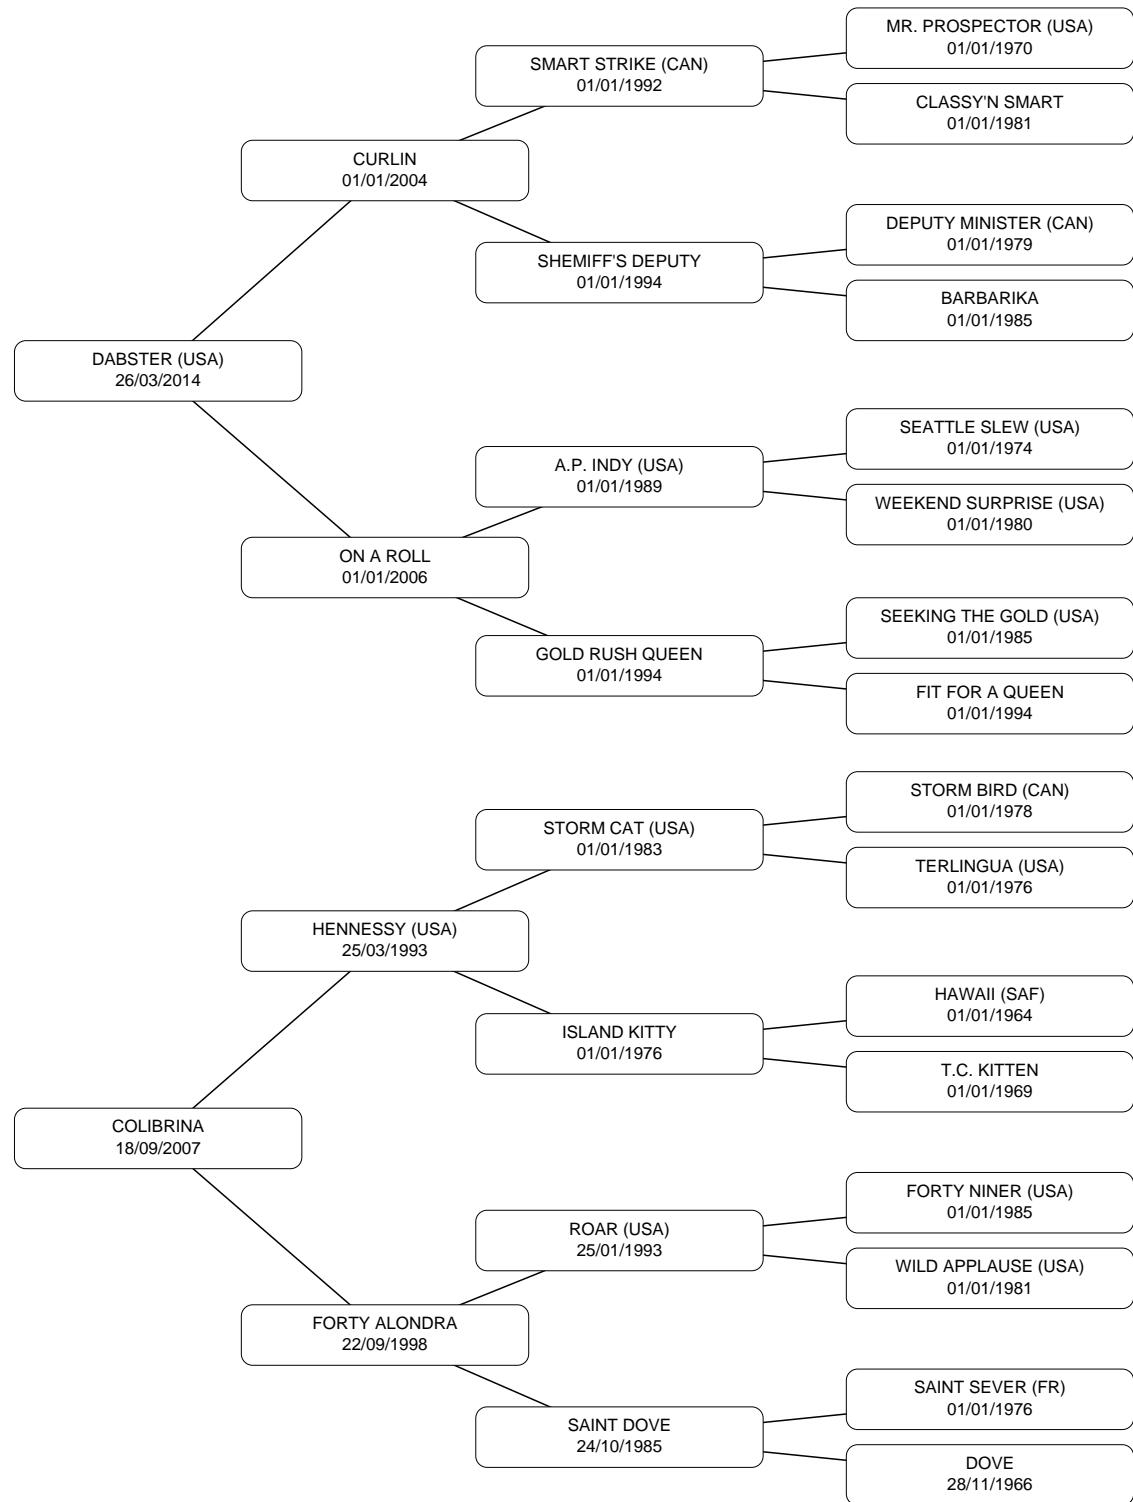 MR. PROSPECTOR (USA)
01/01/1970
SMART STRIKE (CAN)
01/01/1992
CLASSY'N SMART
01/01/1981
CURLIN
01/01/2004
DEPUTY MINISTER (CAN)
01/01/1979
SHEMIFF'S DEPUTY
01/01/1994
BARBARIKA
01/01/1985
DABSTER (USA)
26/03/2014
SEATTLE SLEW (USA)
01/01/1974
A.P. INDY (USA)
01/01/1989
WEEKEND SURPRISE (USA)
01/01/1980
ON A ROLL
01/01/2006
SEEKING THE GOLD (USA)
01/01/1985
GOLD RUSH QUEEN
01/01/1994
FIT FOR A QUEEN
01/01/1994
STORM BIRD (CAN)
01/01/1978
STORM CAT (USA)
01/01/1983
TERLINGUA (USA)
01/01/1976
HENNESSY (USA)
25/03/1993
HAWAII (SAF)
01/01/1964
ISLAND KITTY
01/01/1976
T.C. KITTEN
01/01/1969
COLIBRINA
18/09/2007
FORTY NINER (USA)
01/01/1985
ROAR (USA)
25/01/1993
WILD APPLAUSE (USA)
01/01/1981
FORTY ALONDRA
22/09/1998
SAINT SEVER (FR)
01/01/1976
SAINT DOVE
24/10/1985
DOVE
28/11/1966